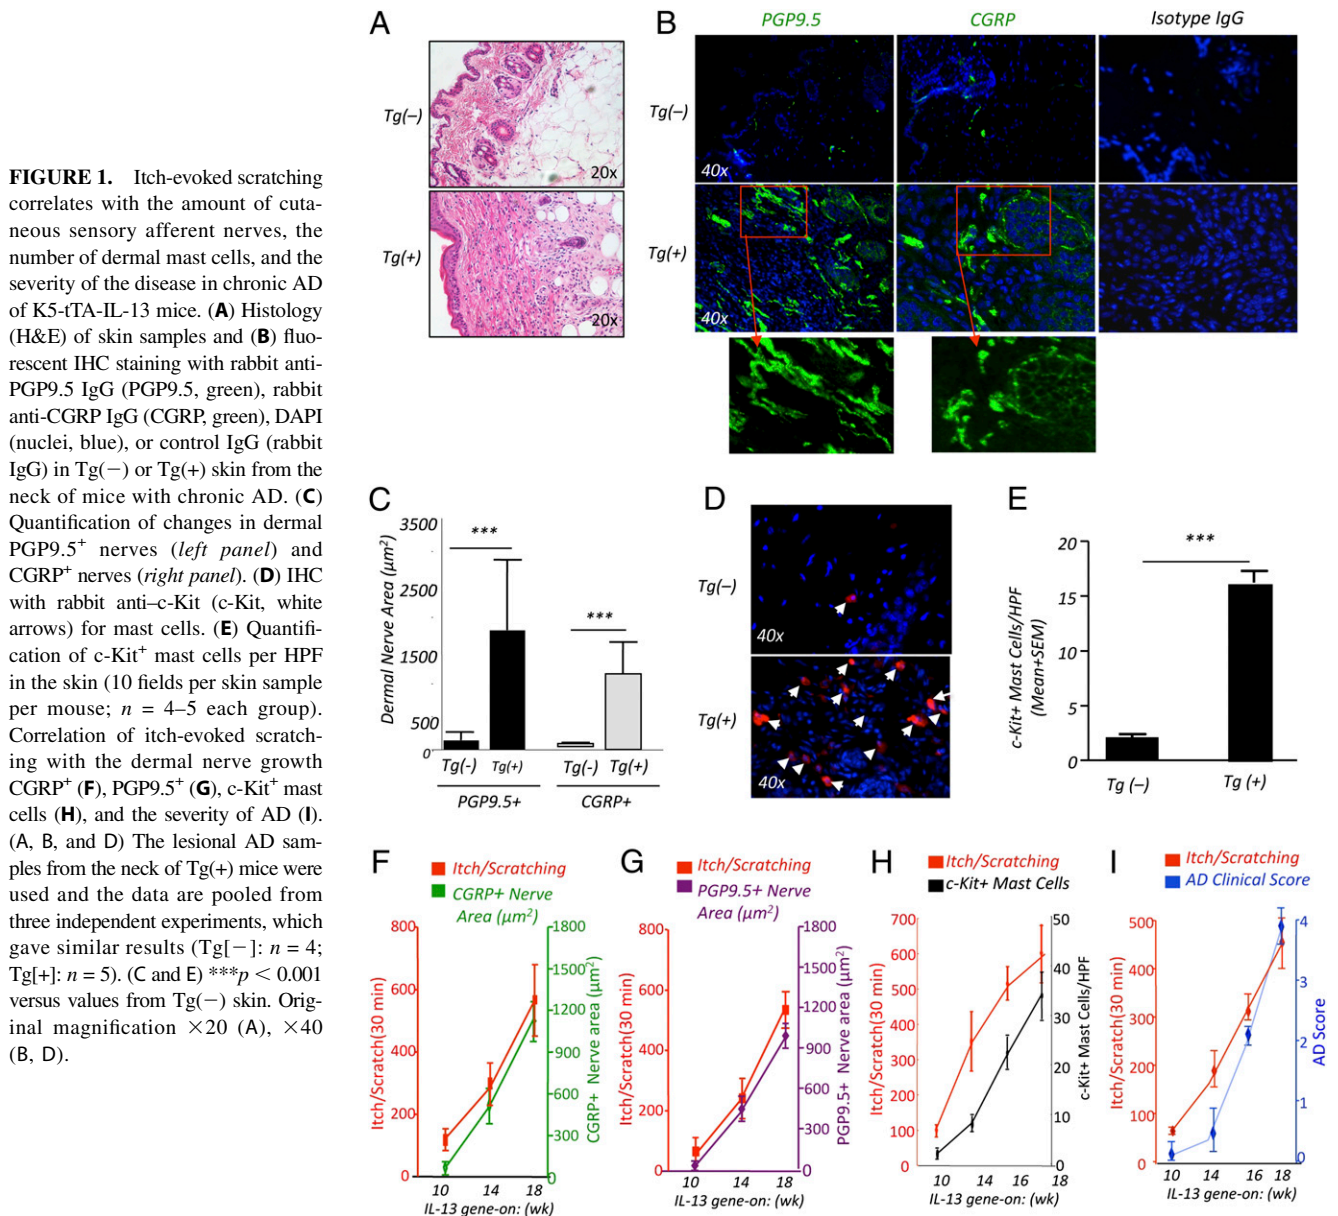 FIGURE 1. Itch-evoked scratching
correlates with the amount of cuta-
neous sensory afferent nerves, the
number of dermal mast cells, and the
severity of the disease in chronic AD
of K5-tTA-IL-13 mice. (A) Histology
(H&E) of skin samples and (B) fluo-
rescent IHC staining with rabbit anti-
PGP9.5 IgG (PGP9.5, green), rabbit
anti-CGRP IgG (CGRP, green), DAPI
(nuclei, blue), or control IgG (rabbit
IgG) in Tg(−) or Tg(+) skin from the
neck of mice with chronic AD. (C)
Quantification of changes in dermal
PGP9.5+ nerves (left panel) and
CGRP+ nerves (right panel). (D) IHC
with rabbit anti–c-Kit (c-Kit, white
arrows) for mast cells. (E) Quantifi-
cation of c-Kit+ mast cells per HPF
in the skin (10 fields per skin sample
per mouse; n = 4–5 each group).
Correlation of itch-evoked scratch-
ing with the dermal nerve growth
CGRP+ (F), PGP9.5+ (G), c-Kit+ mast
cells (H), and the severity of AD (I).
(A, B, and D) The lesional AD sam-
ples from the neck of Tg(+) mice were
used and the data are pooled from
three independent experiments, which
gave similar results (Tg[−]: n = 4;
Tg[+]: n = 5). (C and E) ***p < 0.001
versus values from Tg(−) skin. Orig-
inal magnification ×20 (A), ×40
(B, D).
A
Tg(−)
20x
Tg(+)
20x
B
PGP9.5
CGRP
Isotype IgG
Tg(−)
40x
Tg(+)
40x
C
Dermal Nerve Area (μm²)
3500
2500
1500
500
0
***
***
Tg(-)
Tg(+)
Tg(-)
Tg(+)
PGP9.5+
CGRP+
D
Tg(−)
40x
Tg(+)
40x
E
c-Kit+ Mast Cells/HPF
(Mean+SEM)
20
15
10
5
0
***
Tg (−)
Tg (+)
F
Itch/Scratching
CGRP+ Nerve
Area (μm²)
Itch/Scratch(30 min)
800
600
400
200
0
1800
1500
1200
900
600
300
0
CGRP+ Nerve area (μm²)
10
14
18
IL-13 gene-on: (wk)
G
Itch/Scratching
PGP9.5+ Nerve
Area (μm²)
Itch/Scratch(30 min)
800
600
400
200
0
1800
1500
1200
900
600
300
0
PGP9.5+ Nerve area (μm²)
10
14
18
IL-13 gene-on: (wk)
H
Itch/Scratching
c-Kit+ Mast Cells
Itch/Scratch(30 min)
700
600
500
400
300
200
100
0
50
40
30
20
10
0
c-Kit+ Mast Cells/HPF
10
14
16
18
IL-13 gene-on: (wk)
I
Itch/Scratching
AD Clinical Score
Itch/Scratch(30 min)
500
400
300
200
100
0
4
3
2
1
0
AD Score
10
14
16
18
IL-13 gene-on: (wk)